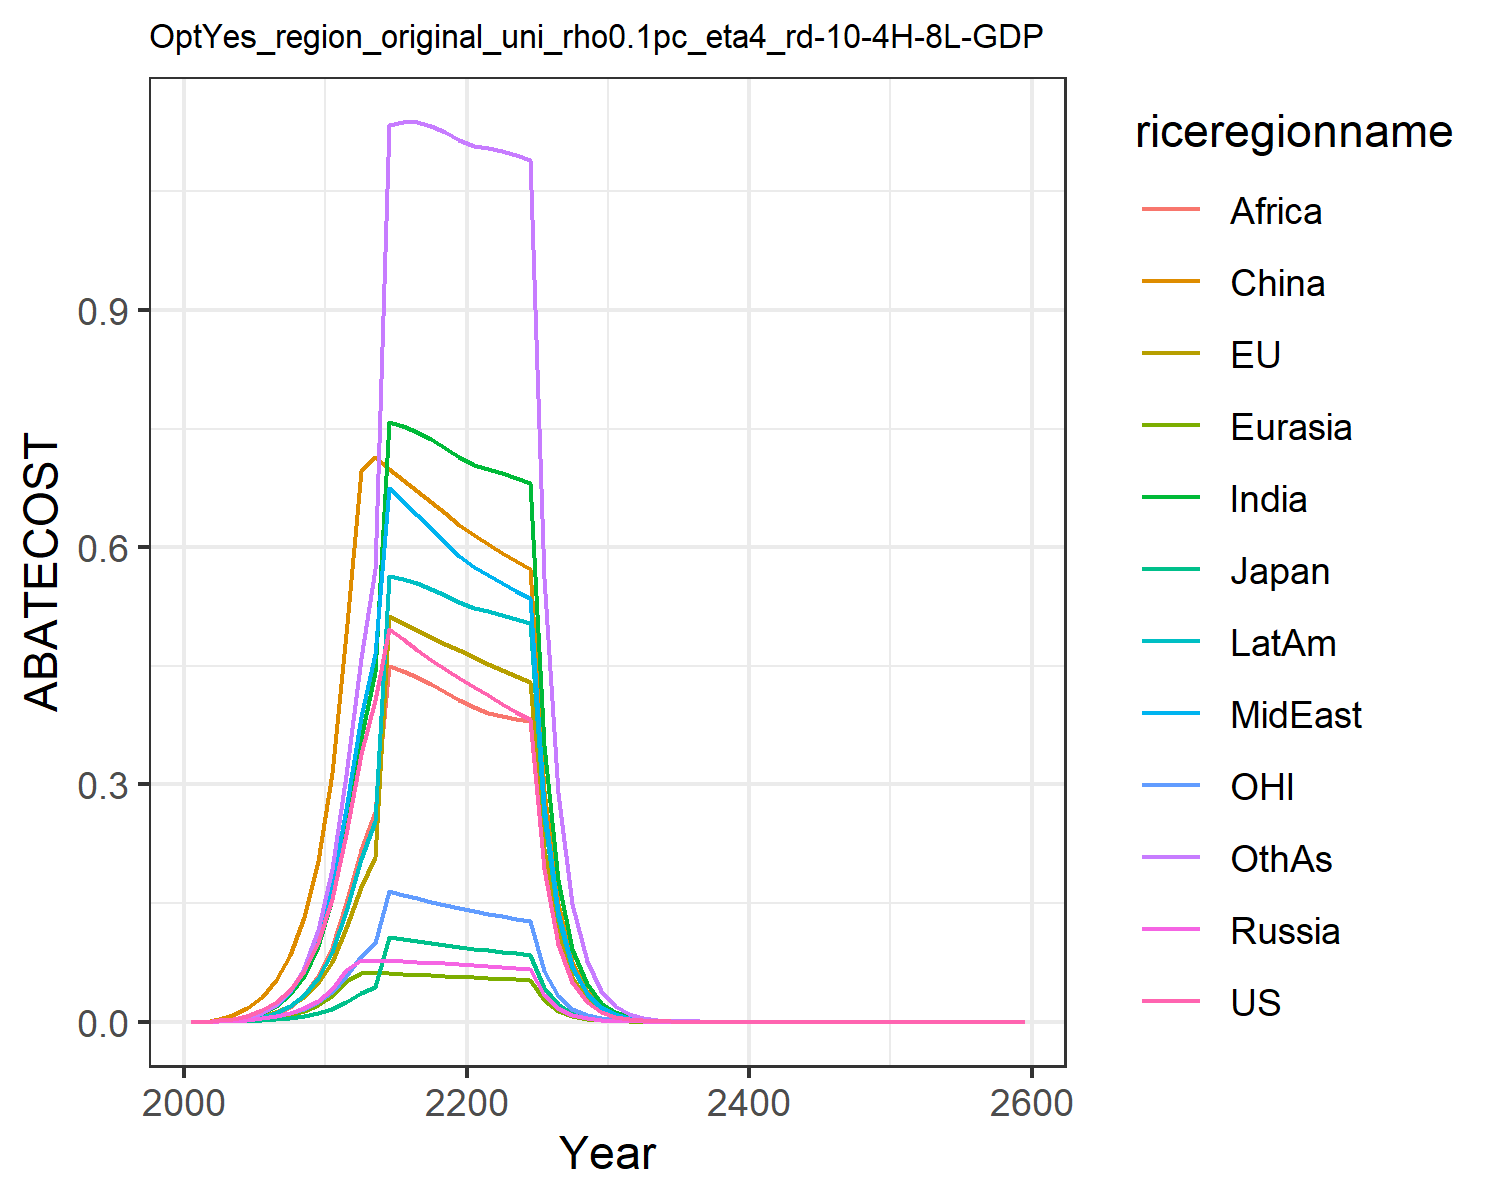 OptYes_region_original_uni_rho0.1pc_eta4_rd-10-4H-8L-GDP
ABATECOST
0.9
0.6
0.3
0.0
2000
2200
2400
2600
Year
riceregionname
Africa
China
EU
Eurasia
India
Japan
LatAm
MidEast
OHI
OthAs
Russia
US